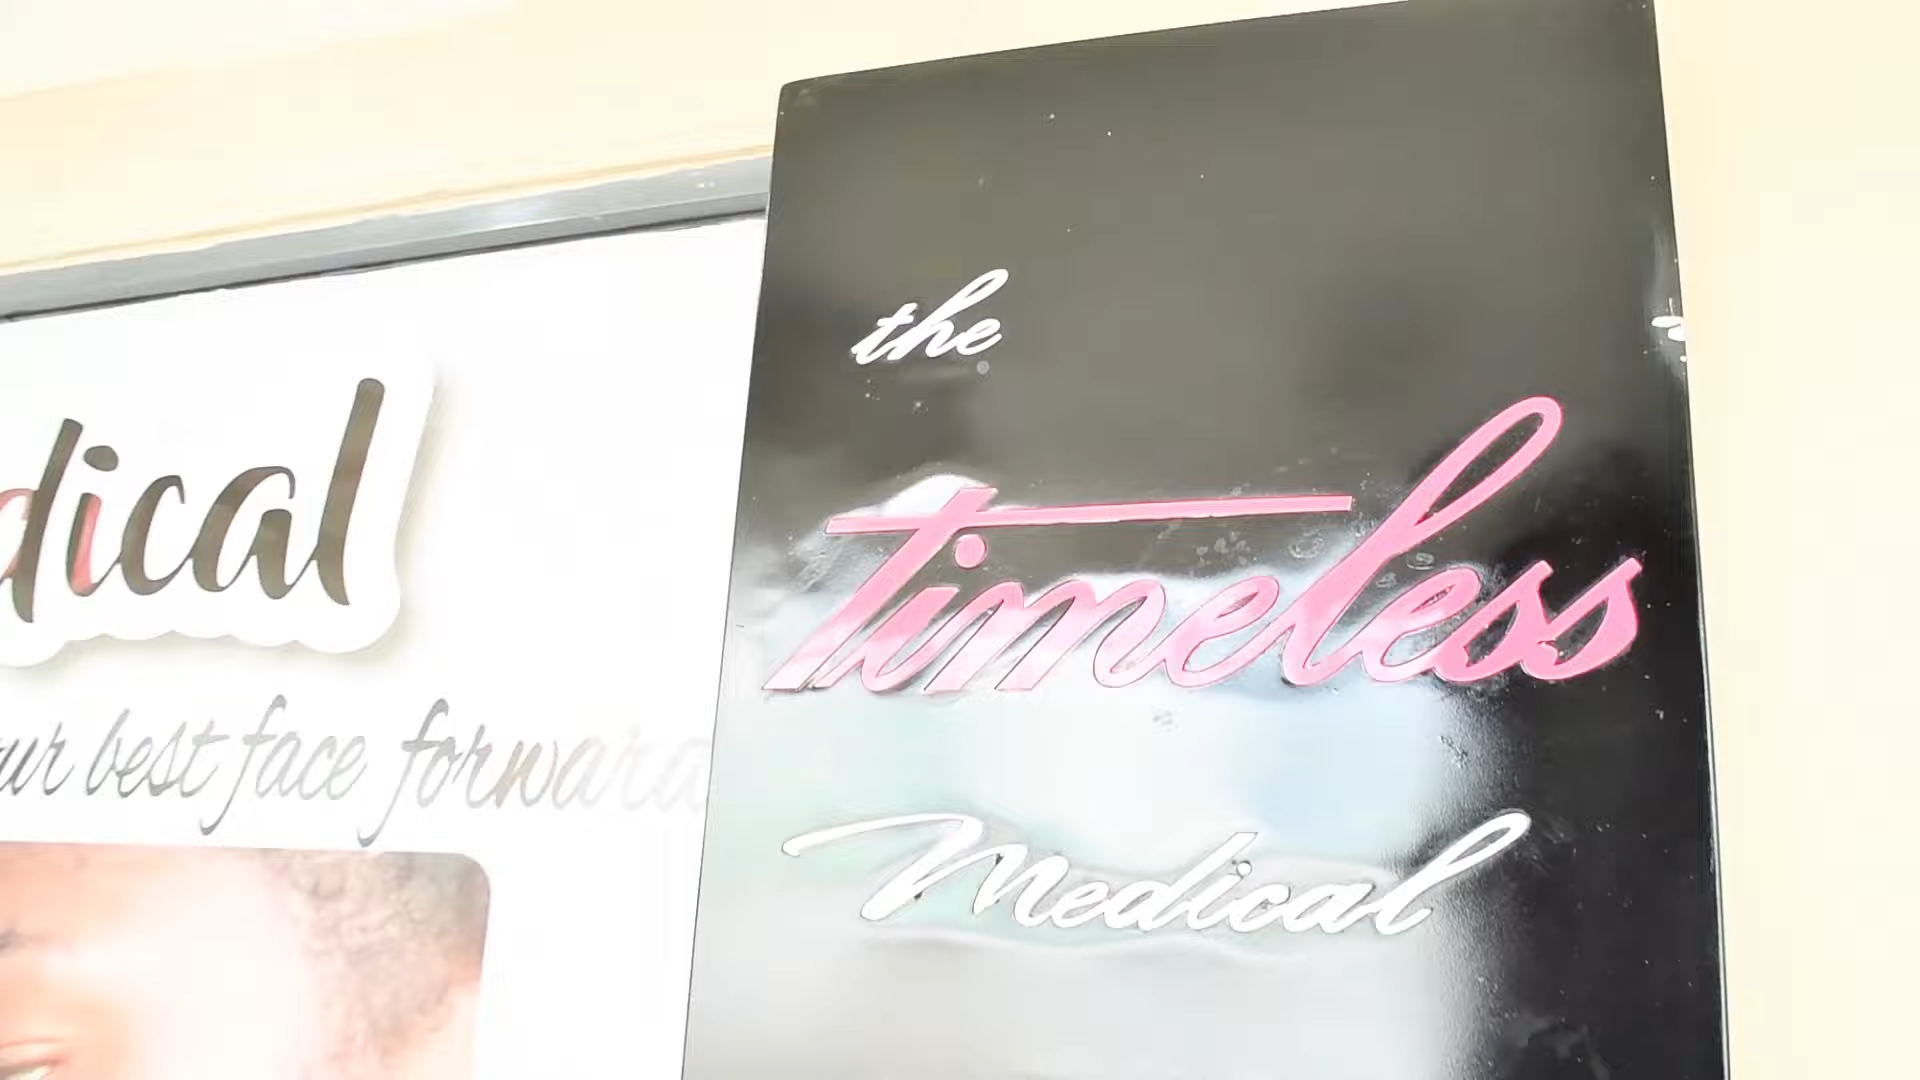 dical
ur best face forward
the
timeless
Medical